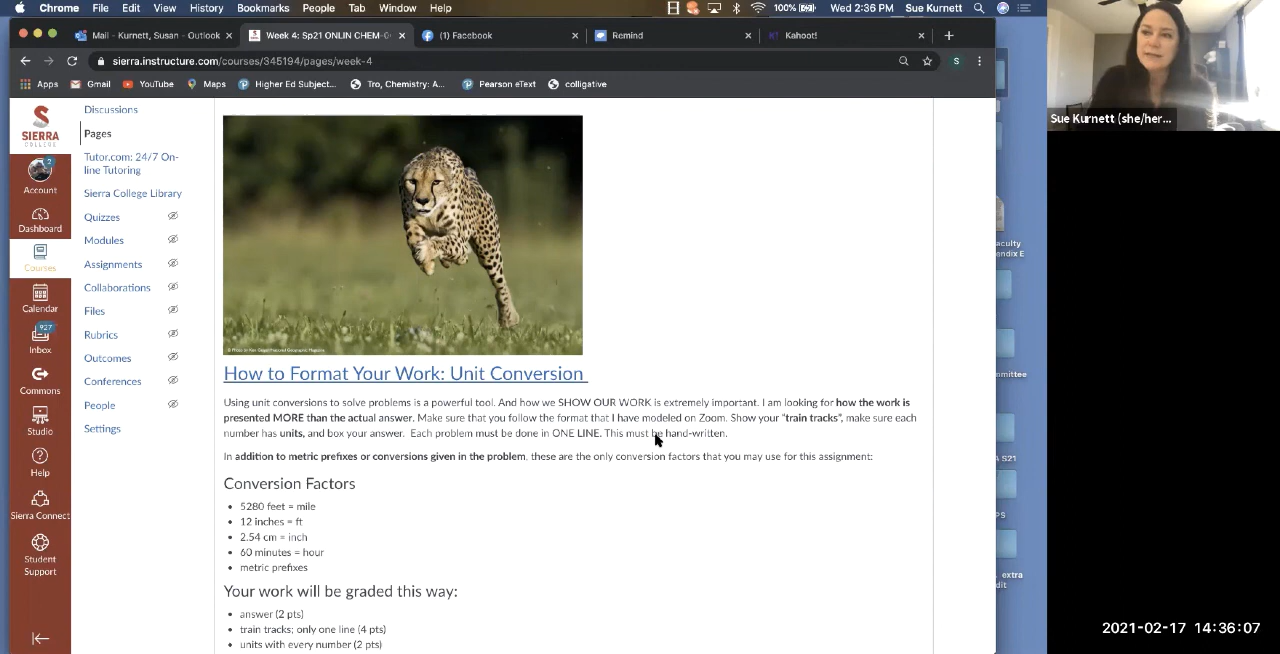 Chrome File Edit View History Bookmarks People Tab Window Help 100% Wed 2:36 PM Sue Kurnett
Mail - Kurnett, Susan - Outlook Week 4: Sp21 ONLIN CHEM-0 (1) Facebook Remind Kahoot!
sierra.instructure.com/courses/345194/pages/week-4
Apps Gmail YouTube Maps Higher Ed Subject... Tro, Chemistry: A... Pearson eText colligative
SIERRA
COLLEGE
2
Account
Dashboard
Courses
Calendar
927
Inbox
Commons
Studio
Help
Sierra Connect
Student
Support
Discussions
Pages
Tutor.com: 24/7 On-
line Tutoring
Sierra College Library
Quizzes
Modules
Assignments
Collaborations
Files
Rubrics
Outcomes
Conferences
People
Settings
How to Format Your Work: Unit Conversion
Using unit conversions to solve problems is a powerful tool. And how we SHOW OUR WORK is extremely important. I am looking for how the work is
presented MORE than the actual answer. Make sure that you follow the format that I have modeled on Zoom. Show your "train tracks", make sure each
number has units, and box your answer. Each problem must be done in ONE LINE. This must be hand-written.
In addition to metric prefixes or conversions given in the problem, these are the only conversion factors that you may use for this assignment:
Conversion Factors
5280 feet = mile
12 inches = ft
2.54 cm = inch
60 minutes = hour
metric prefixes
Your work will be graded this way:
answer (2 pts)
train tracks; only one line (4 pts)
units with every number (2 pts)
aculty
endix E
mittee
S21
PS
extra
dit
Sue Kurnett (she/her...
2021-02-17 14:36:07